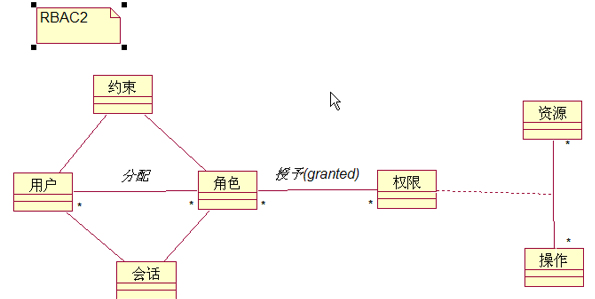 RBAC2
约束
资源
用户
分配
角色
授予(granted)
权限
*
*
*
*
*
*
会话
操作